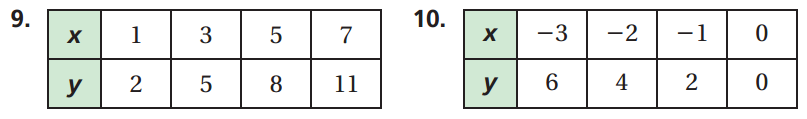 9.
x 1 3 5 7
y 2 5 8 11
10.
x −3 −2 −1 0
y 6 4 2 0